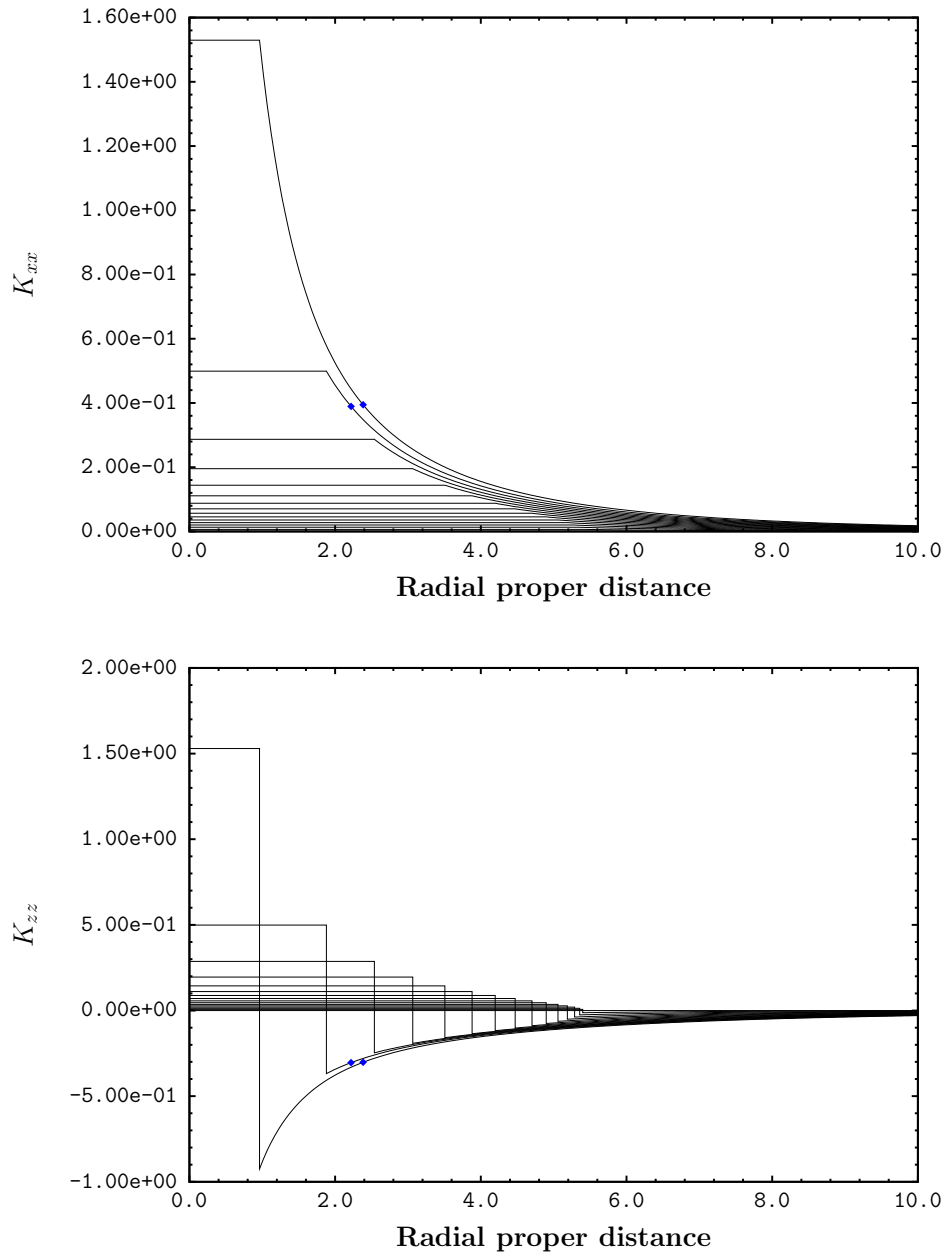 1.60e+00
1.40e+00
1.20e+00
1.00e+00
8.00e-01
6.00e-01
4.00e-01
2.00e-01
0.00e+00
K_{xx}
0.0 2.0 4.0 6.0 8.0 10.0
Radial proper distance
2.00e+00
1.50e+00
1.00e+00
5.00e-01
0.00e+00
-5.00e-01
-1.00e+00
K_{zz}
0.0 2.0 4.0 6.0 8.0 10.0
Radial proper distance